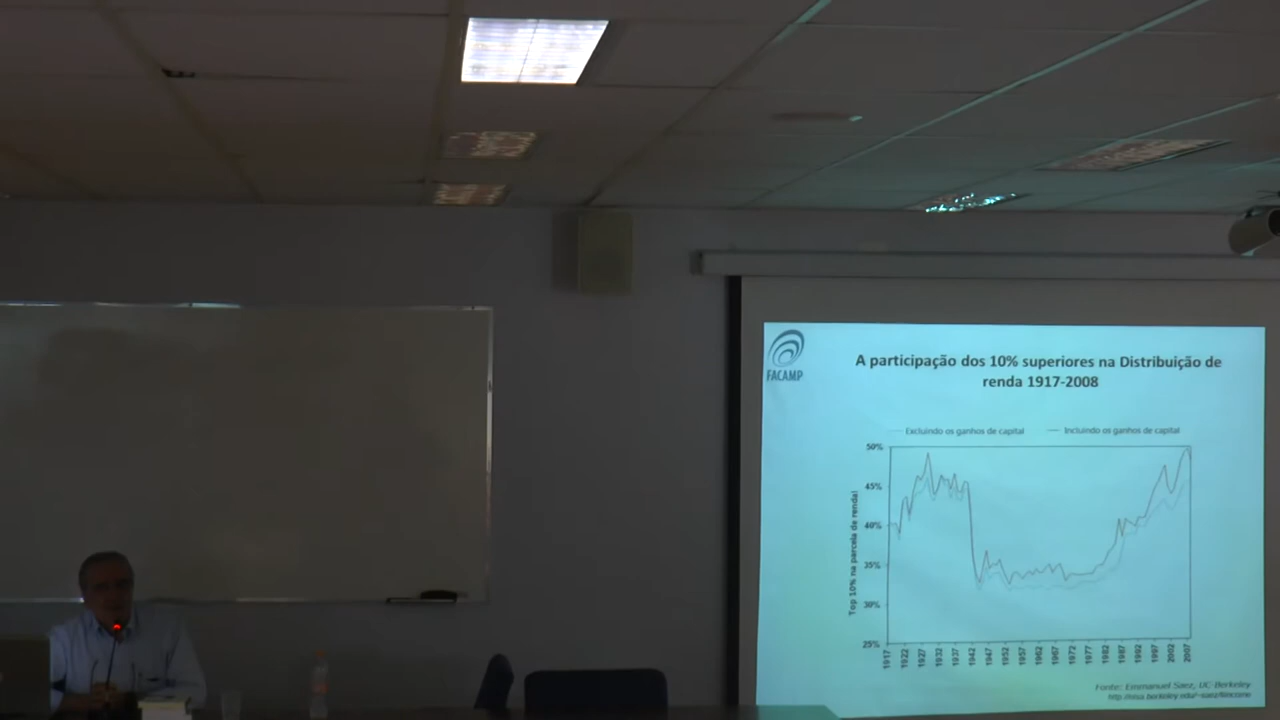 FACAMP
A participação dos 10% superiores na Distribuição de
renda 1917-2008
Excluindo os ganhos de capital
Incluindo os ganhos de capital
50%
45%
40%
35%
30%
25%
Top 10% na parcela de renda
1917 1922 1927 1932 1937 1942 1947 1952 1957 1962 1967 1972 1977 1982 1987 1992 1997 2002 2007
Fonte: Emmanuel Saez, UC-Berkeley